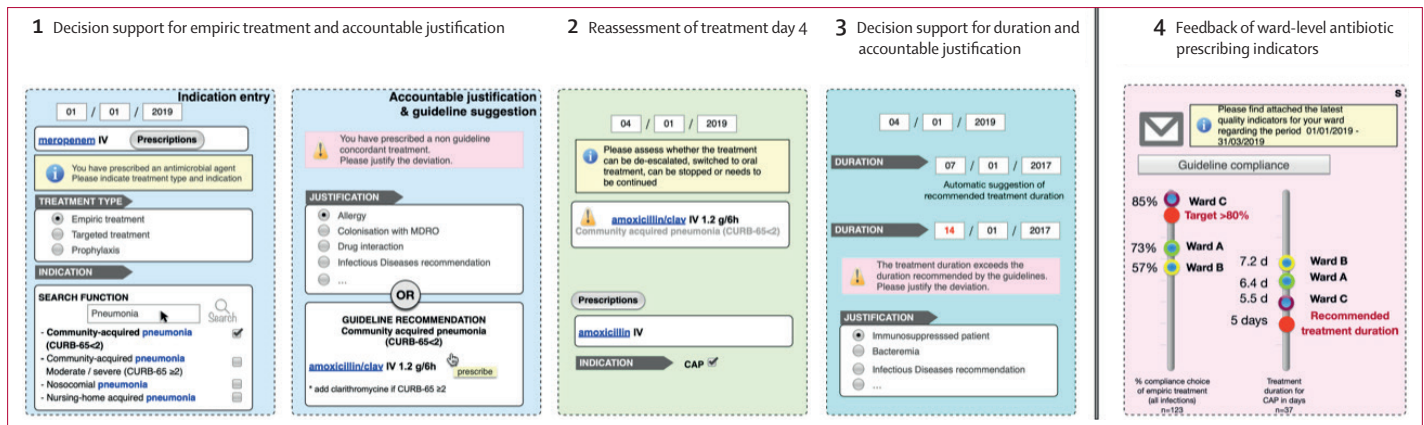 1 Decision support for empiric treatment and accountable justification
Indication entry
01 / 01 / 2019
meropenem IV Prescriptions
You have prescribed an antimicrobial agent
Please indicate treatment type and indication
TREATMENT TYPE
Empiric treatment
Targeted treatment
Prophylaxis
INDICATION
SEARCH FUNCTION
Pneumonia
Search
- Community-acquired pneumonia
(CURB-65<2)
- Community-acquired pneumonia
Moderate / severe (CURB-65 ≥2)
- Nosocomial pneumonia
- Nursing-home acquired pneumonia
Accountable justification
& guideline suggestion
You have prescribed a non guideline
concordant treatment.
Please justify the deviation.
JUSTIFICATION
Allergy
Colonisation with MDRO
Drug interaction
Infectious Diseases recommendation
...
OR
GUIDELINE RECOMMENDATION
Community acquired pneumonia
(CURB-65<2)
amoxicillin/clav IV 1.2 g/6h
prescribe
* add clarithromycine if CURB-65 ≥2
2 Reassessment of treatment day 4
04 / 01 / 2019
Please assess whether the treatment
can be de-escalated, switched to oral
treatment, can be stopped or needs to
be continued
amoxicillin/clav IV 1.2 g/6h
Community acquired pneumonia (CURB-65<2)
Prescriptions
amoxicillin IV
INDICATION CAP
3 Decision support for duration and
accountable justification
04 / 01 / 2019
DURATION 07 / 01 / 2017
Automatic suggestion of
recommended treatment duration
DURATION 14 / 01 / 2017
The treatment duration exceeds the
duration recommended by the guidelines.
Please justify the deviation.
JUSTIFICATION
Immunosuppresssed patient
Bacteremia
Infectious Diseases recommendation
...
4 Feedback of ward-level antibiotic
prescribing indicators
s
Please find attached the latest
quality indicators for your ward
regarding the period 01/01/2019 -
31/03/2019
Guideline compliance
85% Ward C
Target >80%
73% Ward A
57% Ward B
7.2 d Ward B
6.4 d Ward A
5.5 d Ward C
5 days Recommended
treatment duration
% compliance choice
of empiric treatment
(all infections)
n=123
Treatment
duration for
CAP in days
n=37